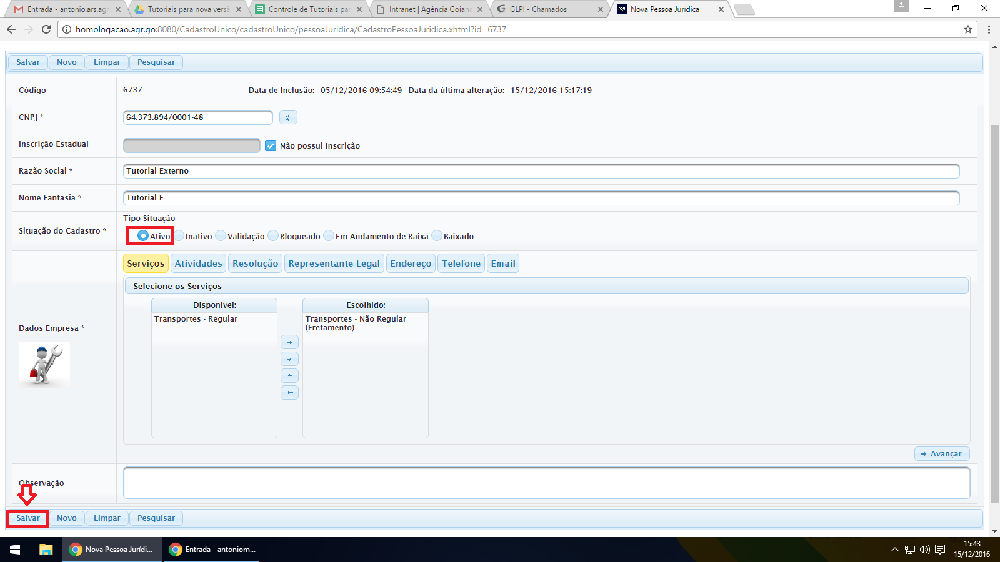 Entrada - antonio.ars.agr
Tutoriais para nova versã
Controle de Tutoriais pa
Intranet | Agência Goian
GLPI - Chamados
Nova Pessoa Jurídica
homologacao.agr.go:8080/CadastroUnico/cadastroUnico/pessoaJuridica/CadastroPessoaJuridica.xhtml?id=6737
Salvar Novo Limpar Pesquisar
Código 6737 Data de Inclusão: 05/12/2016 09:54:49 Data da última alteração: 15/12/2016 15:17:19
CNPJ * 64.373.894/0001-48
Inscrição Estadual Não possui Inscrição
Razão Social * Tutorial Externo
Nome Fantasia * Tutorial E
Tipo Situação
Situação do Cadastro * Ativo Inativo Validação Bloqueado Em Andamento de Baixa Baixado
Serviços Atividades Resolução Representante Legal Endereço Telefone Email
Selecione os Serviços
Disponível: Escolhido:
Transportes - Regular Transportes - Não Regular
(Fretamento)
Dados Empresa *
Avançar
Observação
Salvar Novo Limpar Pesquisar
Nova Pessoa Jurídi... Entrada - antoniom...
15:43
15/12/2016